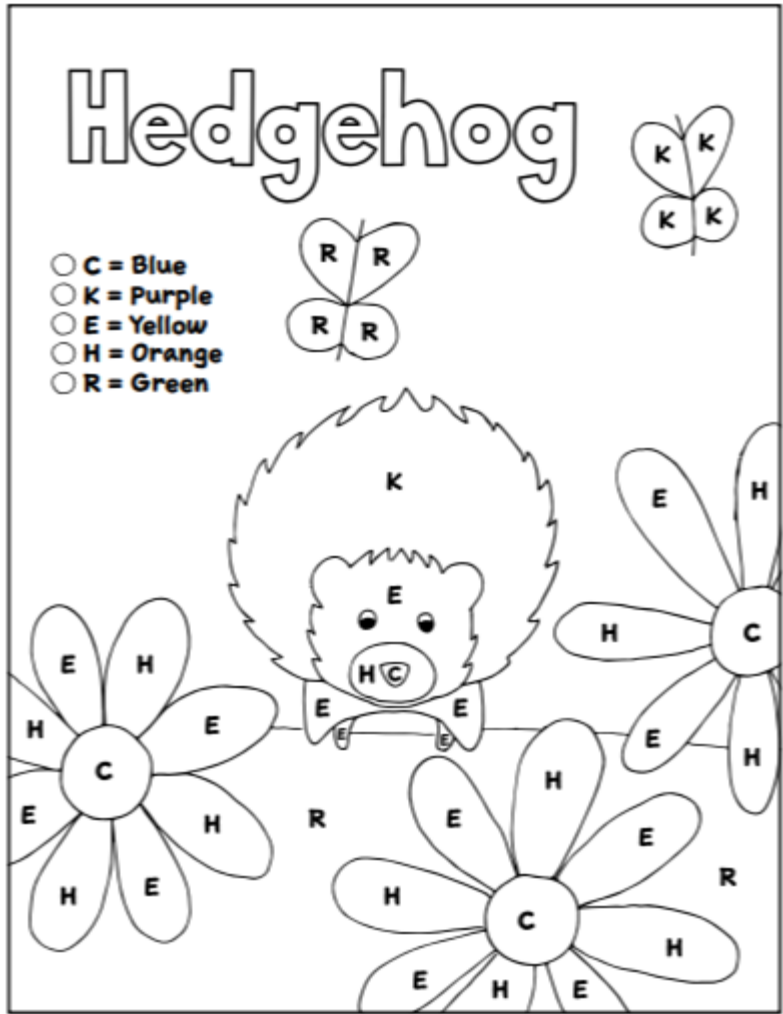 Hedgehog
K K
K K
C = Blue
K = Purple
E = Yellow
H = Orange
R = Green
R R
R R
K
E
H C
E E
E E
E H
H E
C
E H
H E
E H
H C
E H
R
H
E E
H R
C
H
E H E